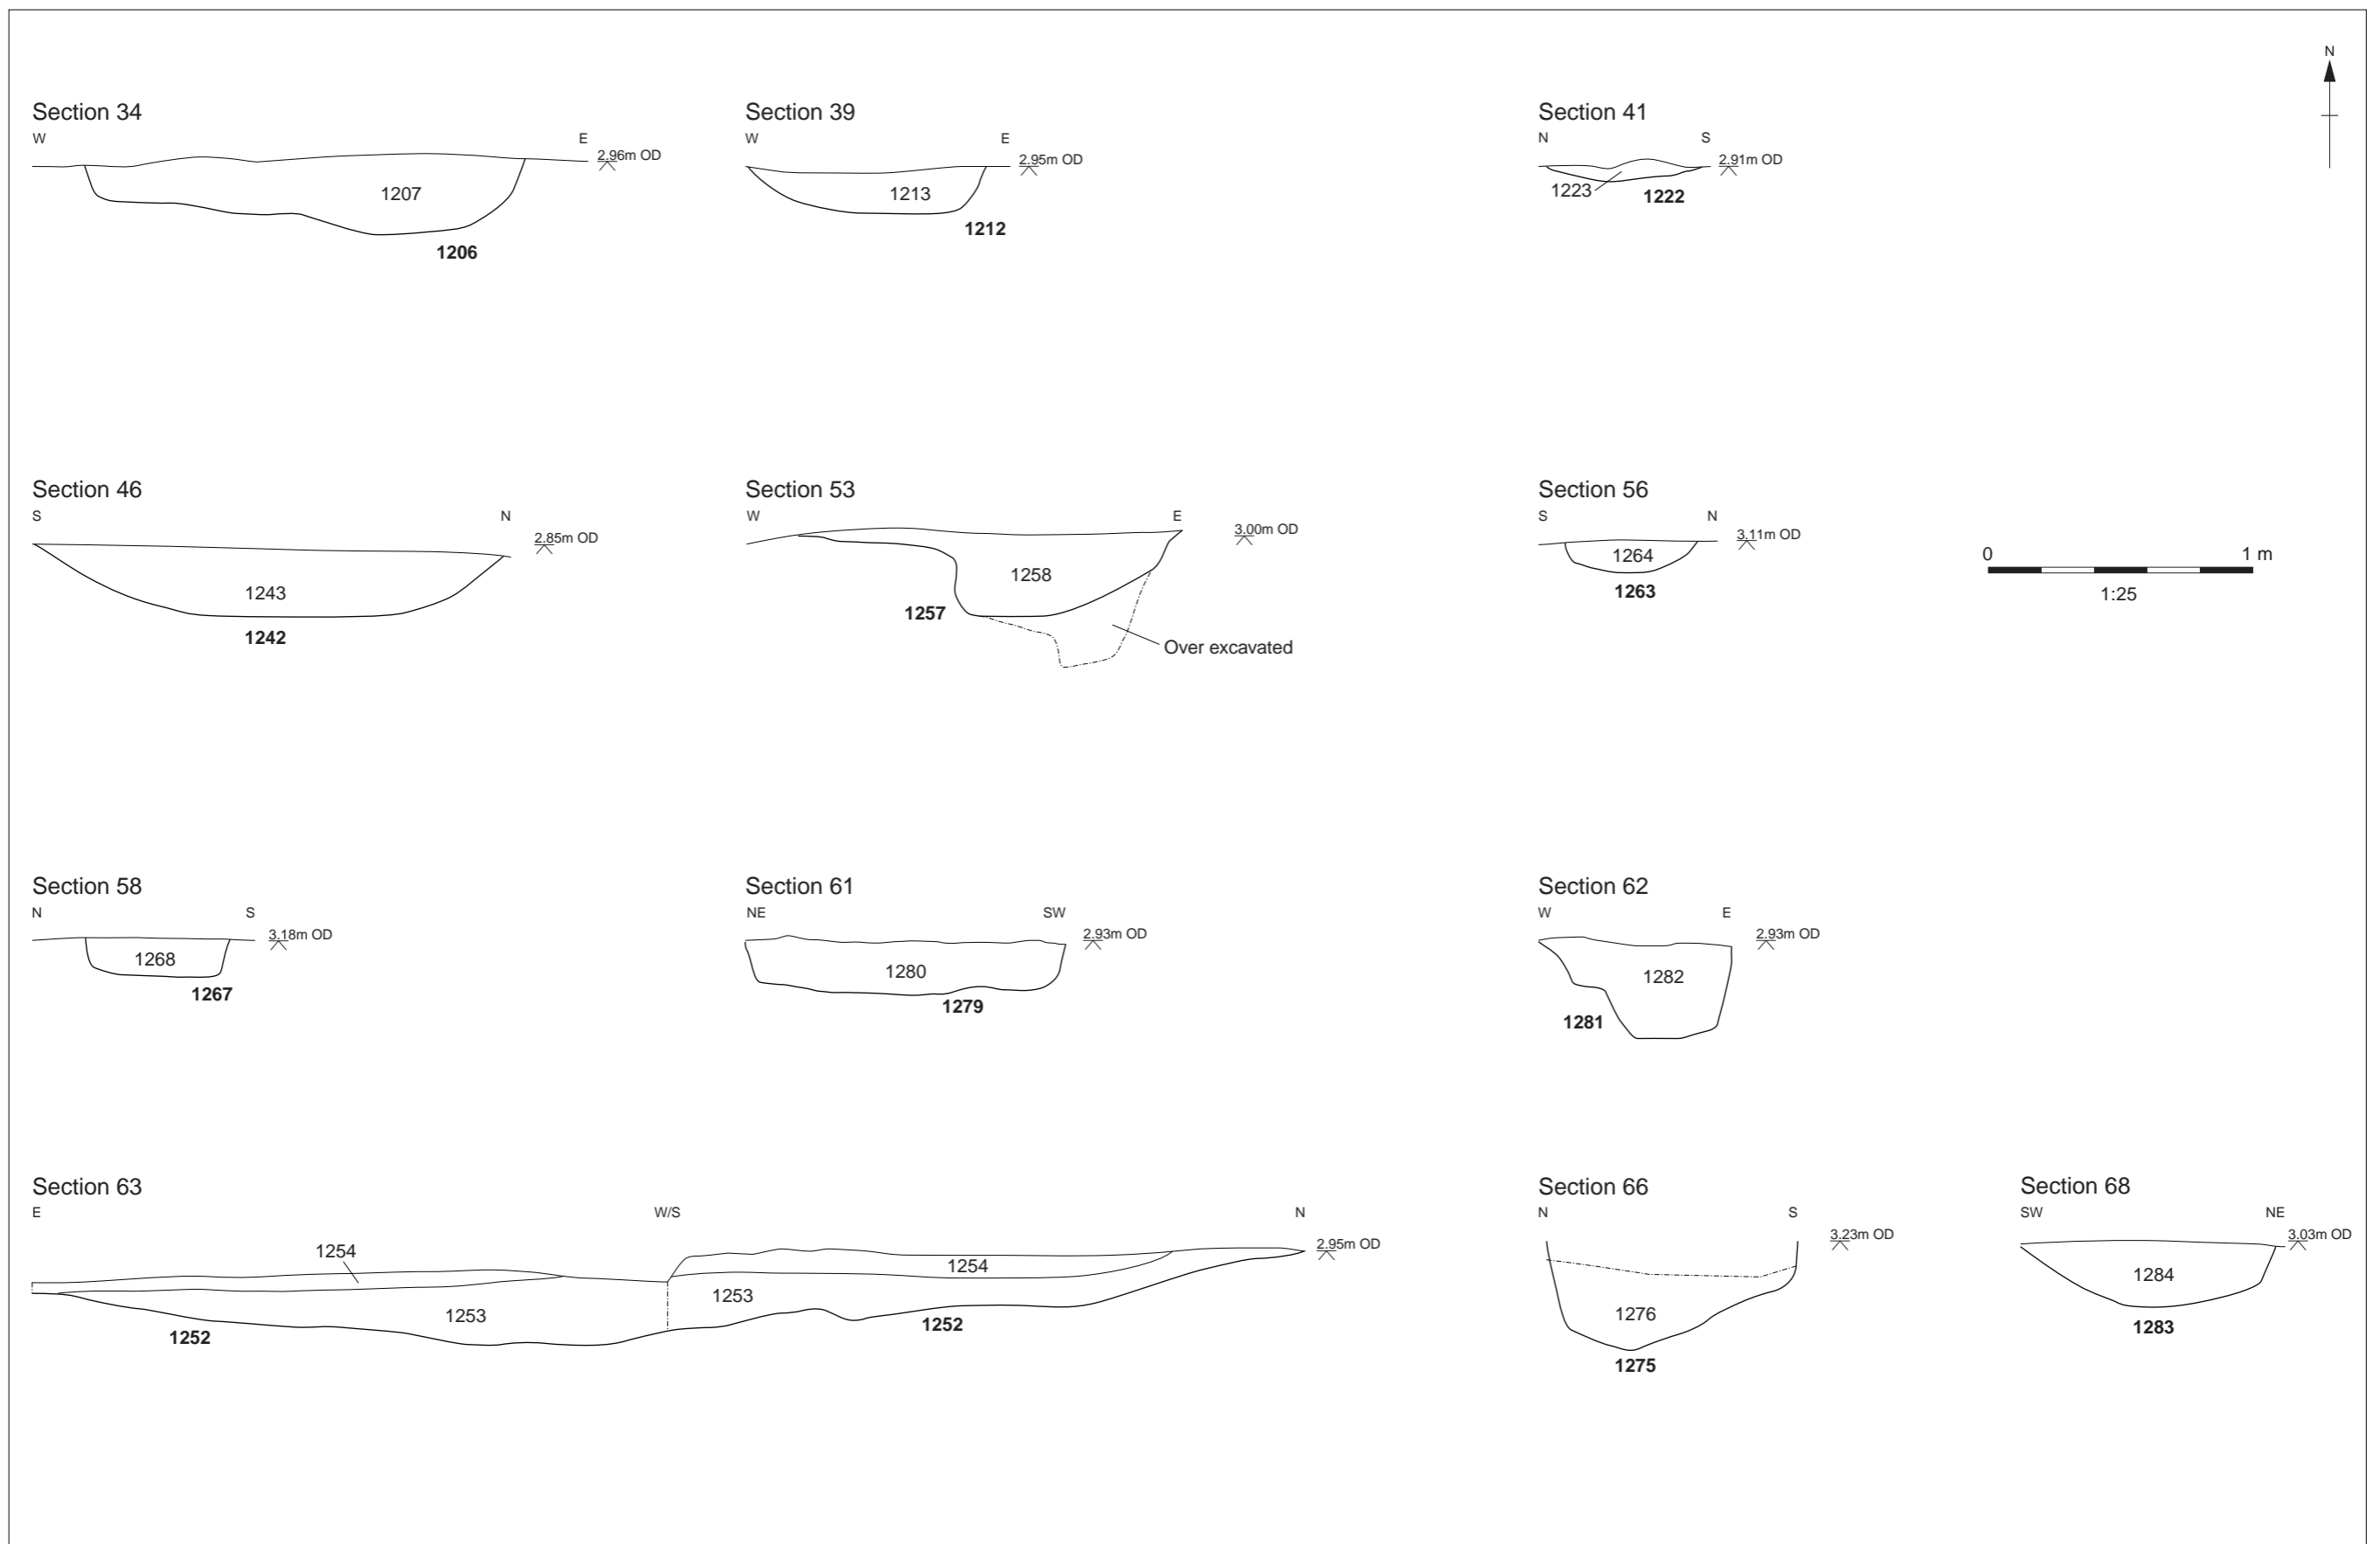 N
Section 34
W E
2.96m OD
1207
1206
Section 39
W E
2.95m OD
1213
1212
Section 41
N S
2.91m OD
1223
1222
Section 46
S N
2.85m OD
1243
1242
Section 53
W E
3.00m OD
1258
1257
Over excavated
Section 56
S N
3.11m OD
1264
1263
0 1 m
1:25
Section 58
N S
3.18m OD
1268
1267
Section 61
NE SW
2.93m OD
1280
1279
Section 62
W E
2.93m OD
1282
1281
Section 63
E W/S N
2.95m OD
1254
1254
1253
1253
1252
1252
Section 66
N S
3.23m OD
1276
1275
Section 68
SW NE
3.03m OD
1284
1283